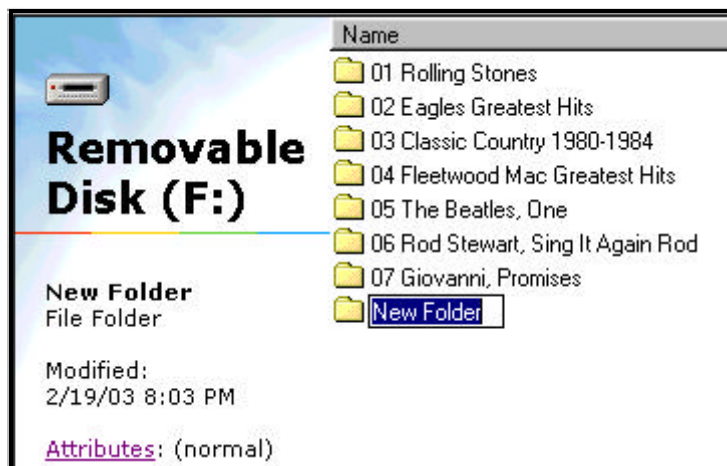 Removable
Disk (F:)
New Folder
File Folder
Modified:
2/19/03 8:03 PM
Attributes: (normal)
Name
01 Rolling Stones
02 Eagles Greatest Hits
03 Classic Country 1980-1984
04 Fleetwood Mac Greatest Hits
05 The Beatles, One
06 Rod Stewart, Sing It Again Rod
07 Giovanni, Promises
New Folder